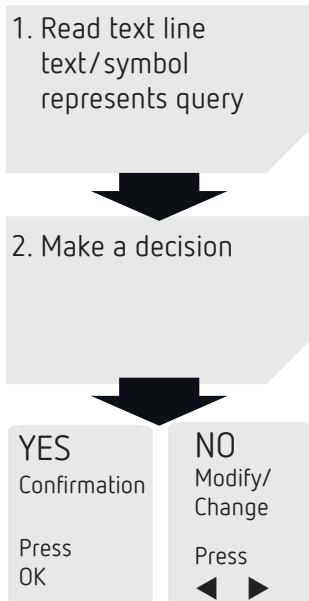 1. Read text line
text/symbol
represents query
2. Make a decision
YES
Confirmation
Press
OK
NO
Modify/
Change
Press
◀ ▶